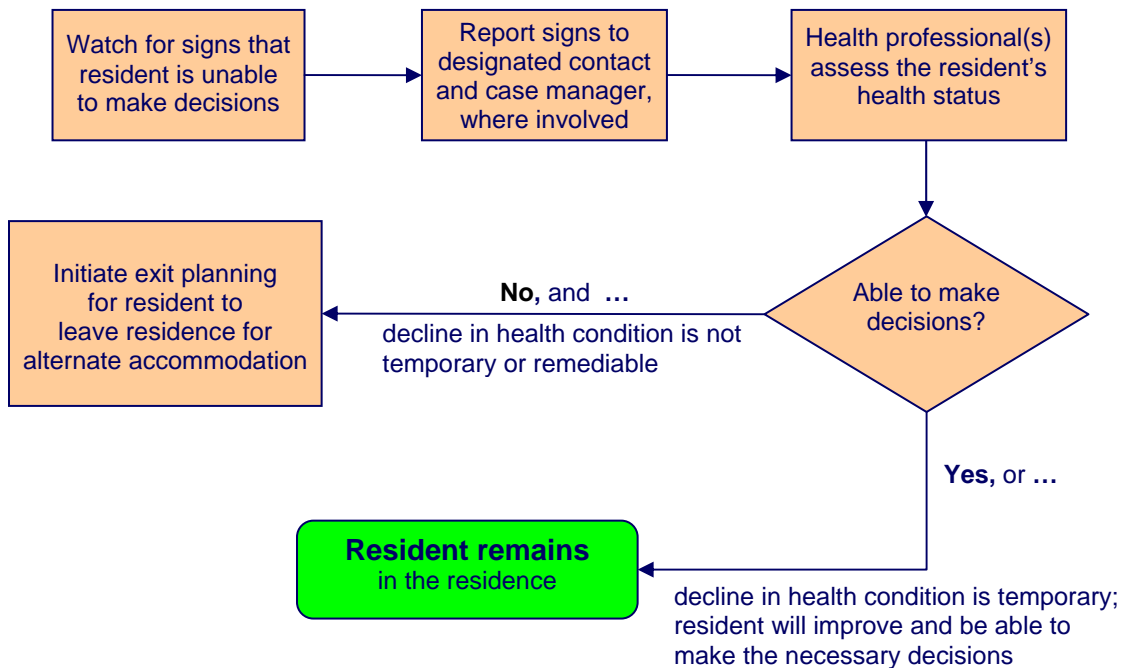 Watch for signs that
resident is unable
to make decisions
Report signs to
designated contact
and case manager,
where involved
Health professional(s)
assess the resident’s
health status
Able to make
decisions?
No, and …
decline in health condition is not
temporary or remediable
Initiate exit planning
for resident to
leave residence for
alternate accommodation
Yes, or …
decline in health condition is temporary;
resident will improve and be able to
make the necessary decisions
Resident remains
in the residence